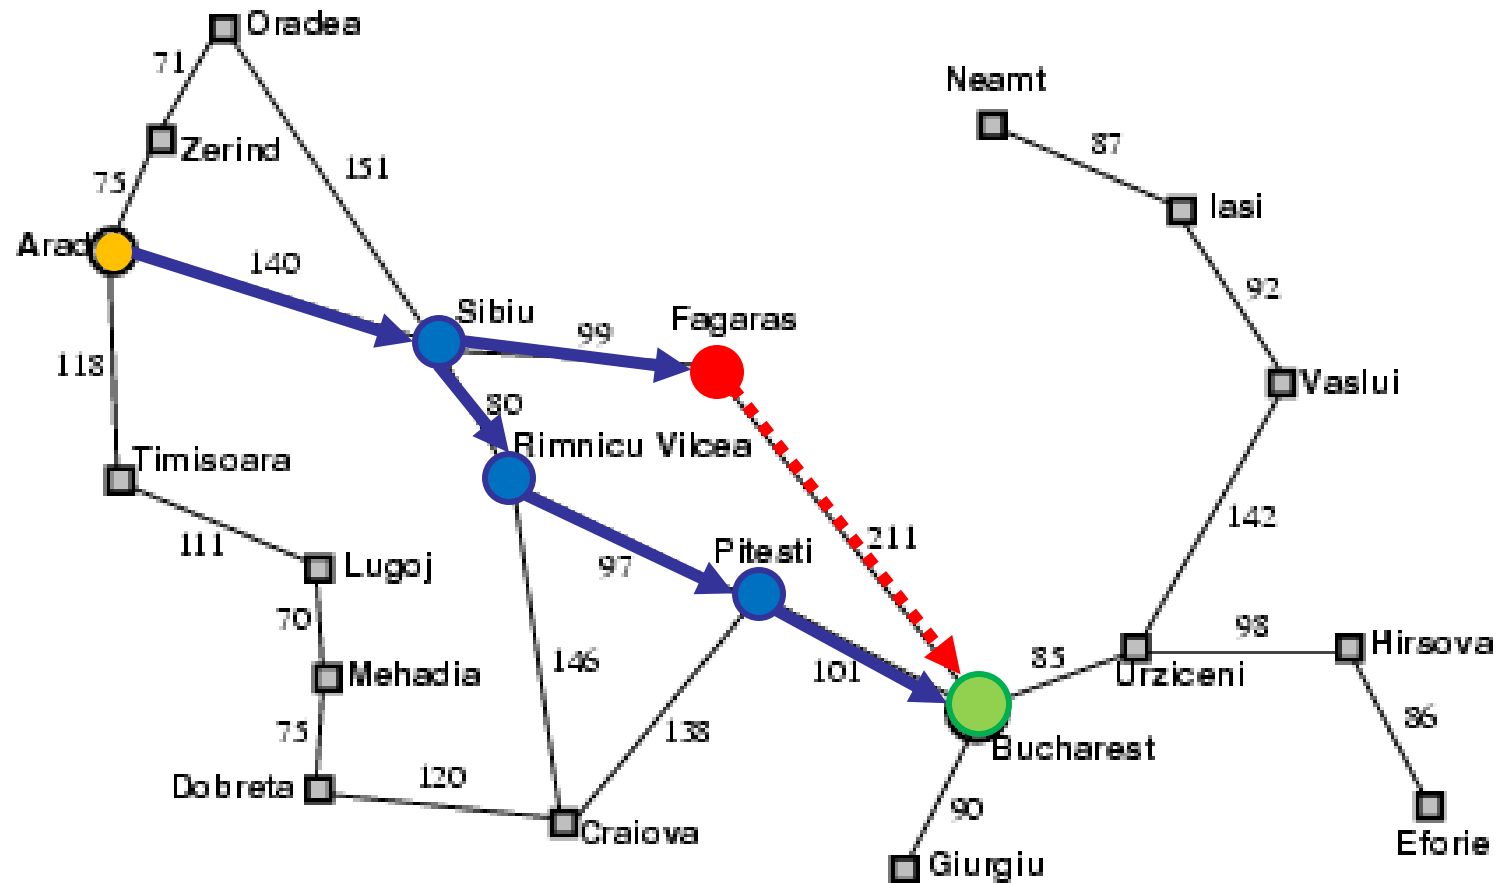 Oradea
71
Neamt
Zerind
87
151
75
Iasi
Arad
140
92
Sibiu
Fagaras
99
118
Vaslui
80
Rimnicu Vilcea
Timisoara
142
211
111
Pitesti
Lugoj
97
70
98
Hirsova
85
146
101
Mehadia
Urziceni
86
138
75
Bucharest
120
Dobreta
90
Craiova
Eforie
Giurgiu